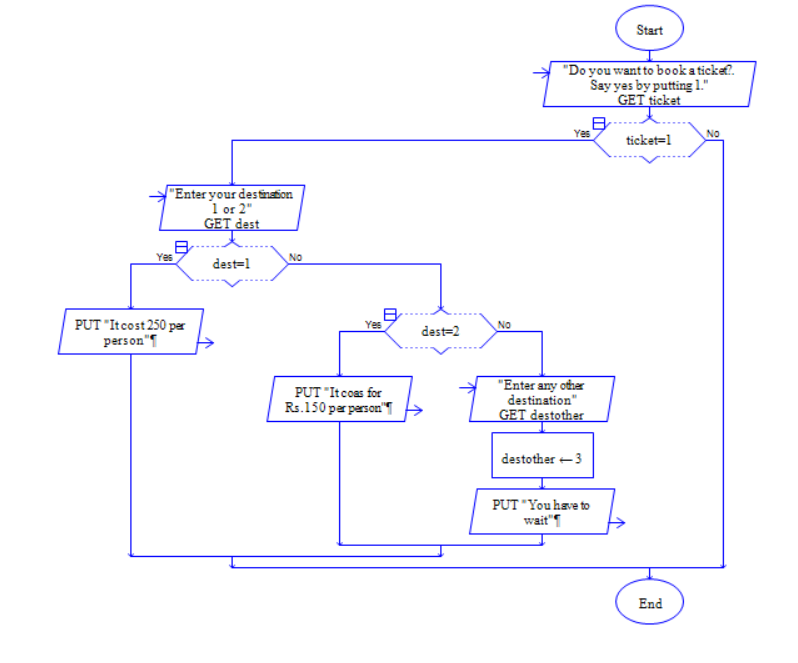 Start
"Do you want to book a ticket?.
Say yes by putting 1."
GET ticket
Yes
ticket=1
No
"Enter your destination
1 or 2"
GET dest
Yes
dest=1
No
PUT "It cost 250 per
person"¶
Yes
dest=2
No
PUT "It coas for
Rs.150 per person"¶
"Enter any other
destination"
GET destother
destother ← 3
PUT "You have to
wait"¶
End